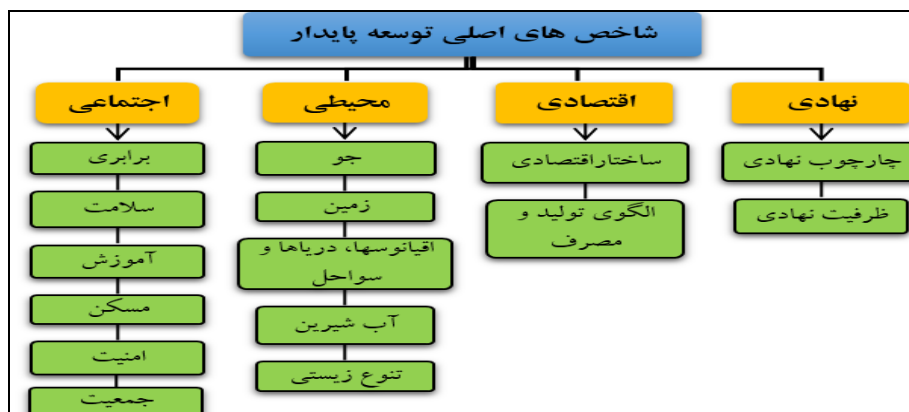 شاخص های اصلی توسعه پایدار
نهادی
چارچوب نهادی
ظرفیت نهادی
اقتصادی
ساختاراقتصادی
الگوی تولید و
مصرف
محیطی
جو
زمین
اقیانوسها، دریاها و
سواحل
آب شیرین
تنوع زیستی
اجتماعی
برابری
سلامت
آموزش
مسکن
امنیت
جمعیت